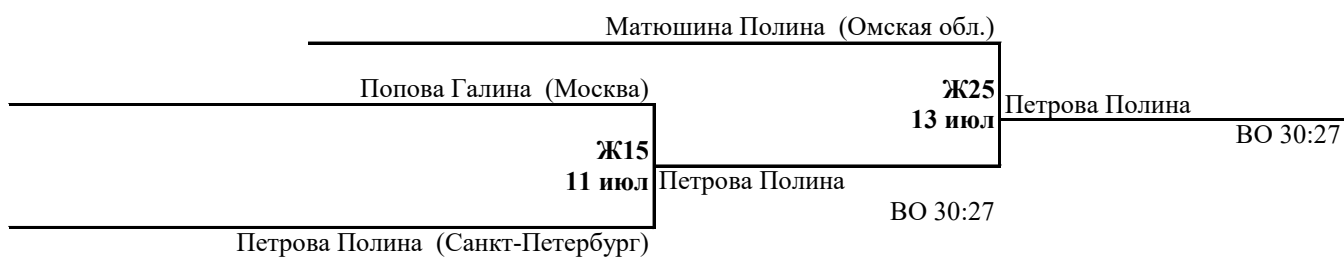 Матюшина Полина (Омская обл.)
Попова Галина (Москва)
Ж25
13 июл
Петрова Полина
ВО 30:27
Ж15
11 июл
Петрова Полина
ВО 30:27
Петрова Полина (Санкт-Петербург)